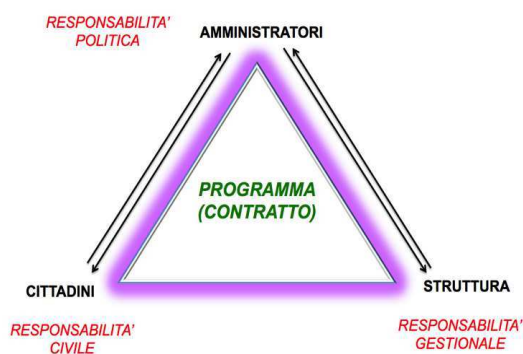 RESPONSABILITA'
POLITICA
AMMINISTRATORI
PROGRAMMA
(CONTRATTO)
CITTADINI
STRUTTURA
RESPONSABILITA'
CIVILE
RESPONSABILITA'
GESTIONALE